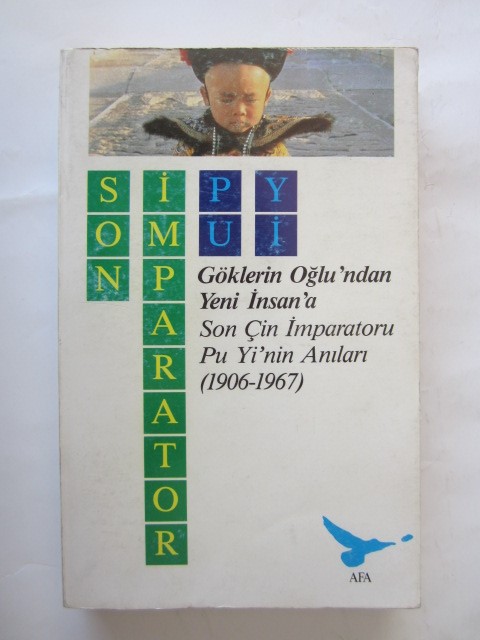 SON
İMPARATOR
PU
Yİ
Göklerin Oğlu'ndan
Yeni İnsan'a
Son Çin İmparatoru
Pu Yi'nin Anıları
(1906-1967)
AFA